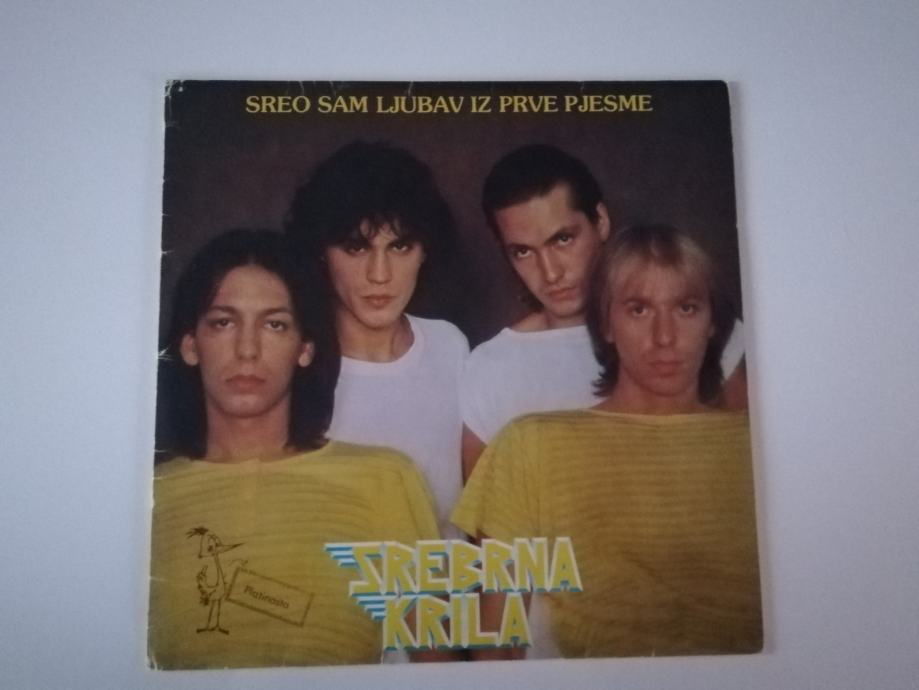 SREO SAM LJUBAV IZ PRVE PJESME
Platinasta
SREBRNA
KRILA